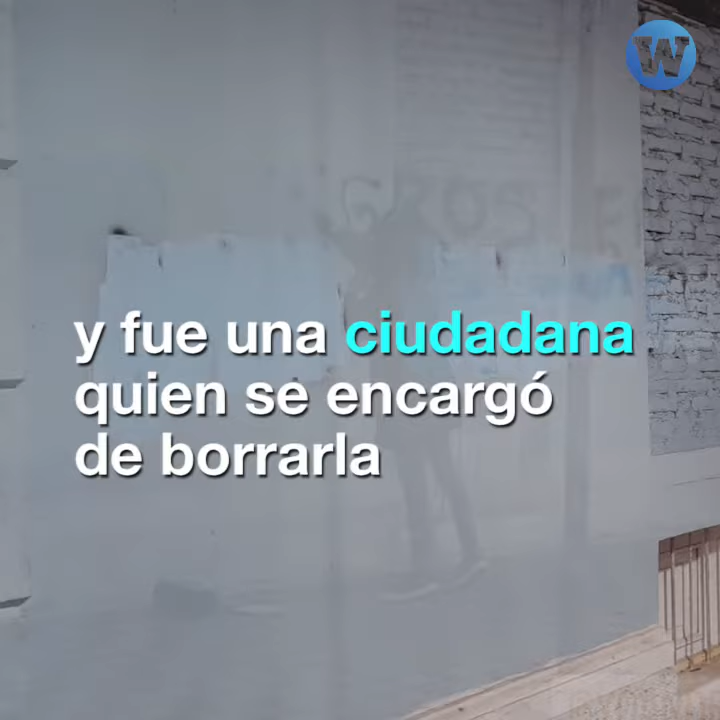 W
y fue una ciudadana
quien se encargó
de borrarla